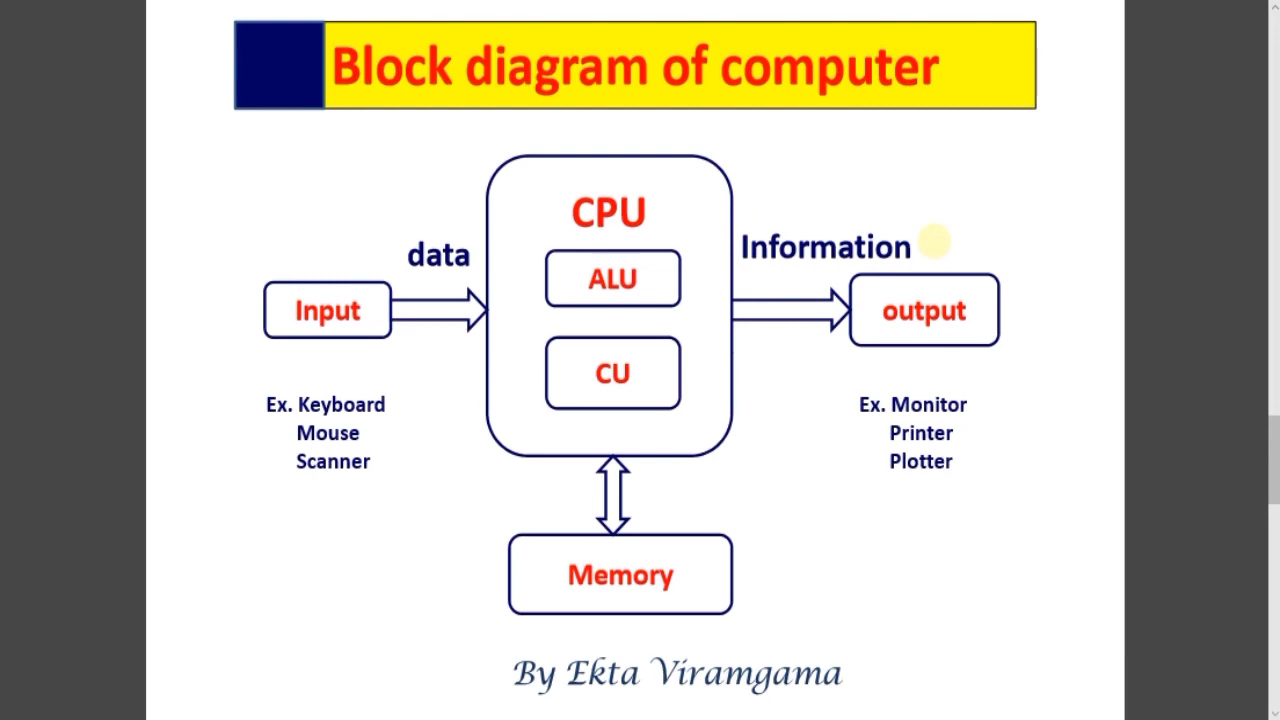 Block diagram of computer
CPU
data
Information
ALU
Input
output
CU
Ex. Keyboard
Mouse
Scanner
Ex. Monitor
Printer
Plotter
Memory
By Ekta Viramgama